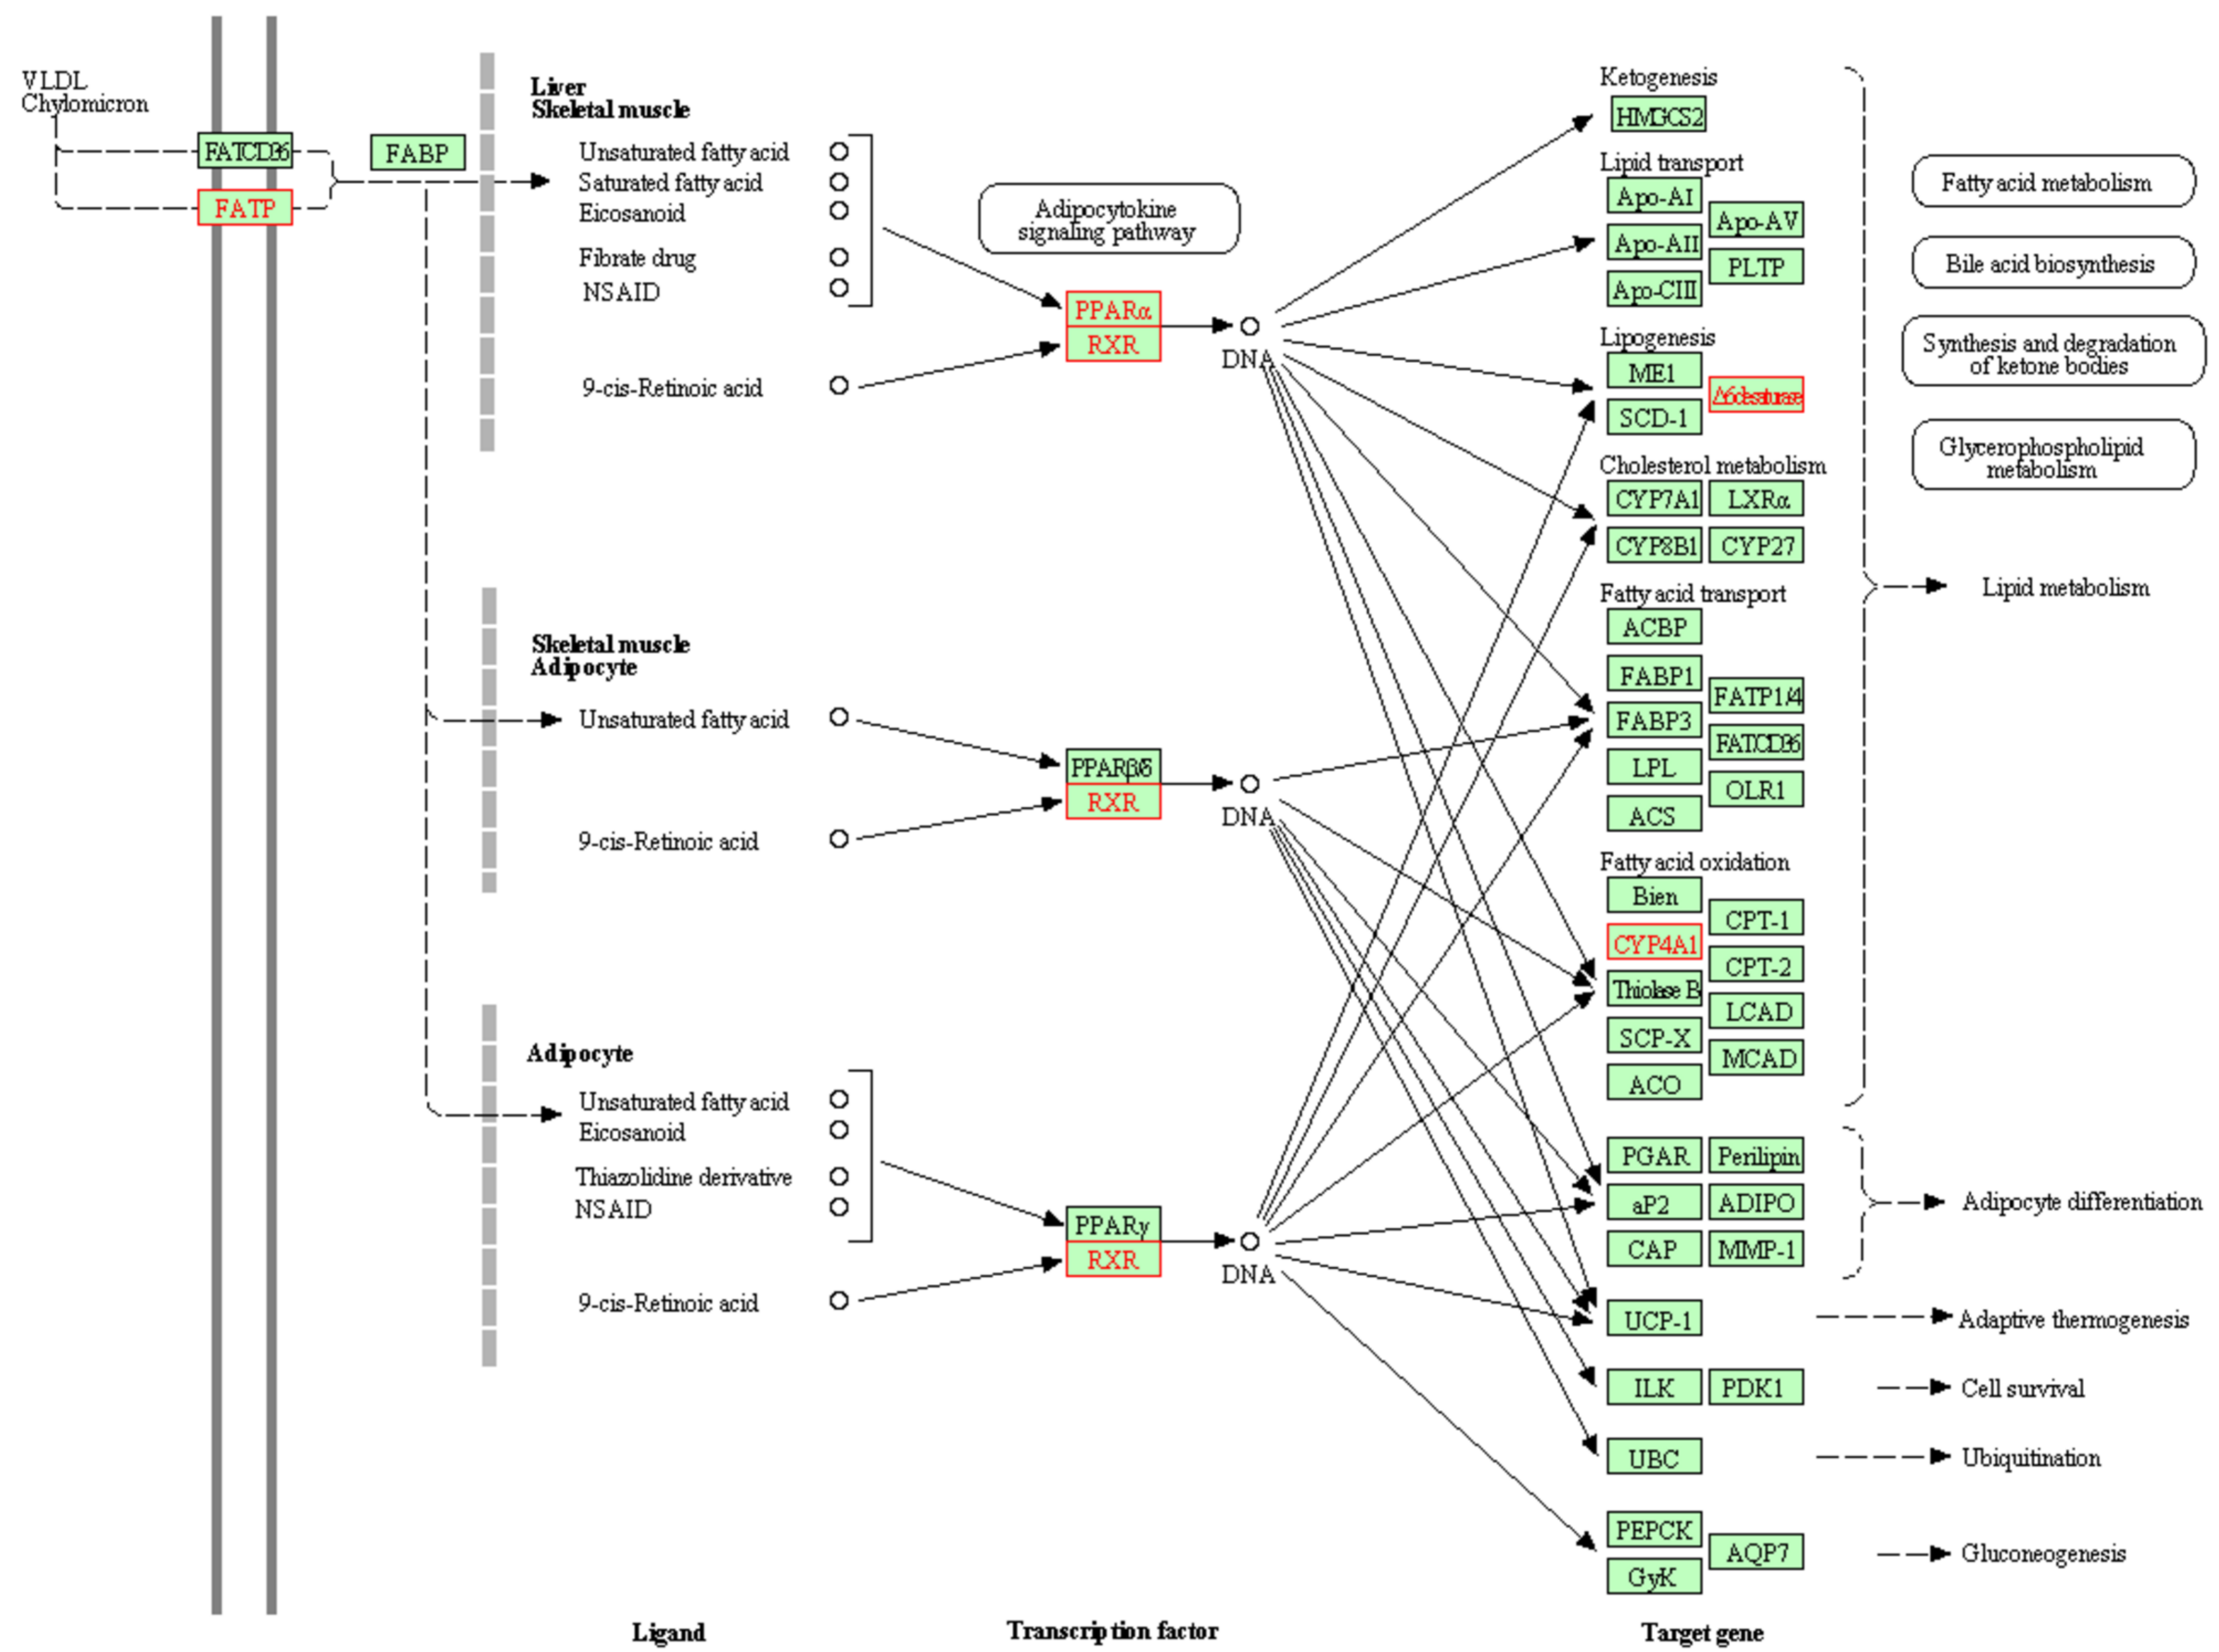 VLDL
Chylomicron
FATCD36
FATP
FABP
Liver
Skeletal muscle
Unsaturated fatty acid
Saturated fatty acid
Eicosanoid
Fibrate drug
NSAID
9-cis-Retinoic acid
Adipocytokine
signaling pathway
PPARα
RXR
DNA
Skeletal muscle
Adipocyte
Unsaturated fatty acid
9-cis-Retinoic acid
PPARβ/δ
RXR
DNA
Adipocyte
Unsaturated fatty acid
Eicosanoid
Thiazolidine derivative
NSAID
9-cis-Retinoic acid
PPARγ
RXR
DNA
Ketogenesis
HMGCS2
Lipid transport
Apo-AI
Apo-AV
Apo-AII
PLTP
Apo-CIII
Lipogenesis
ME1
Δ6desaturase
SCD-1
Cholesterol metabolism
CYP7A1 LXRα
CYP8B1 CYP27
Fatty acid transport
ACBP
FABP1
FATP1/4
FABP3
FATCD36
LPL
OLR1
ACS
Fatty acid oxidation
Bien
CPT-1
CYP4A1
CPT-2
Thiolase B
LCAD
SCP-X
MCAD
ACO
PGAR Perilipin
aP2 ADIPO
CAP MMP-1
UCP-1
ILK PDK1
UBC
PEPCK
AQP7
GyK
Fatty acid metabolism
Bile acid biosynthesis
Synthesis and degradation
of ketone bodies
Glycerophospholipid
metabolism
Lipid metabolism
Adipocyte differentiation
Adaptive thermogenesis
Cell survival
Ubiquitination
Gluconeogenesis
Ligand
Transcription factor
Target gene